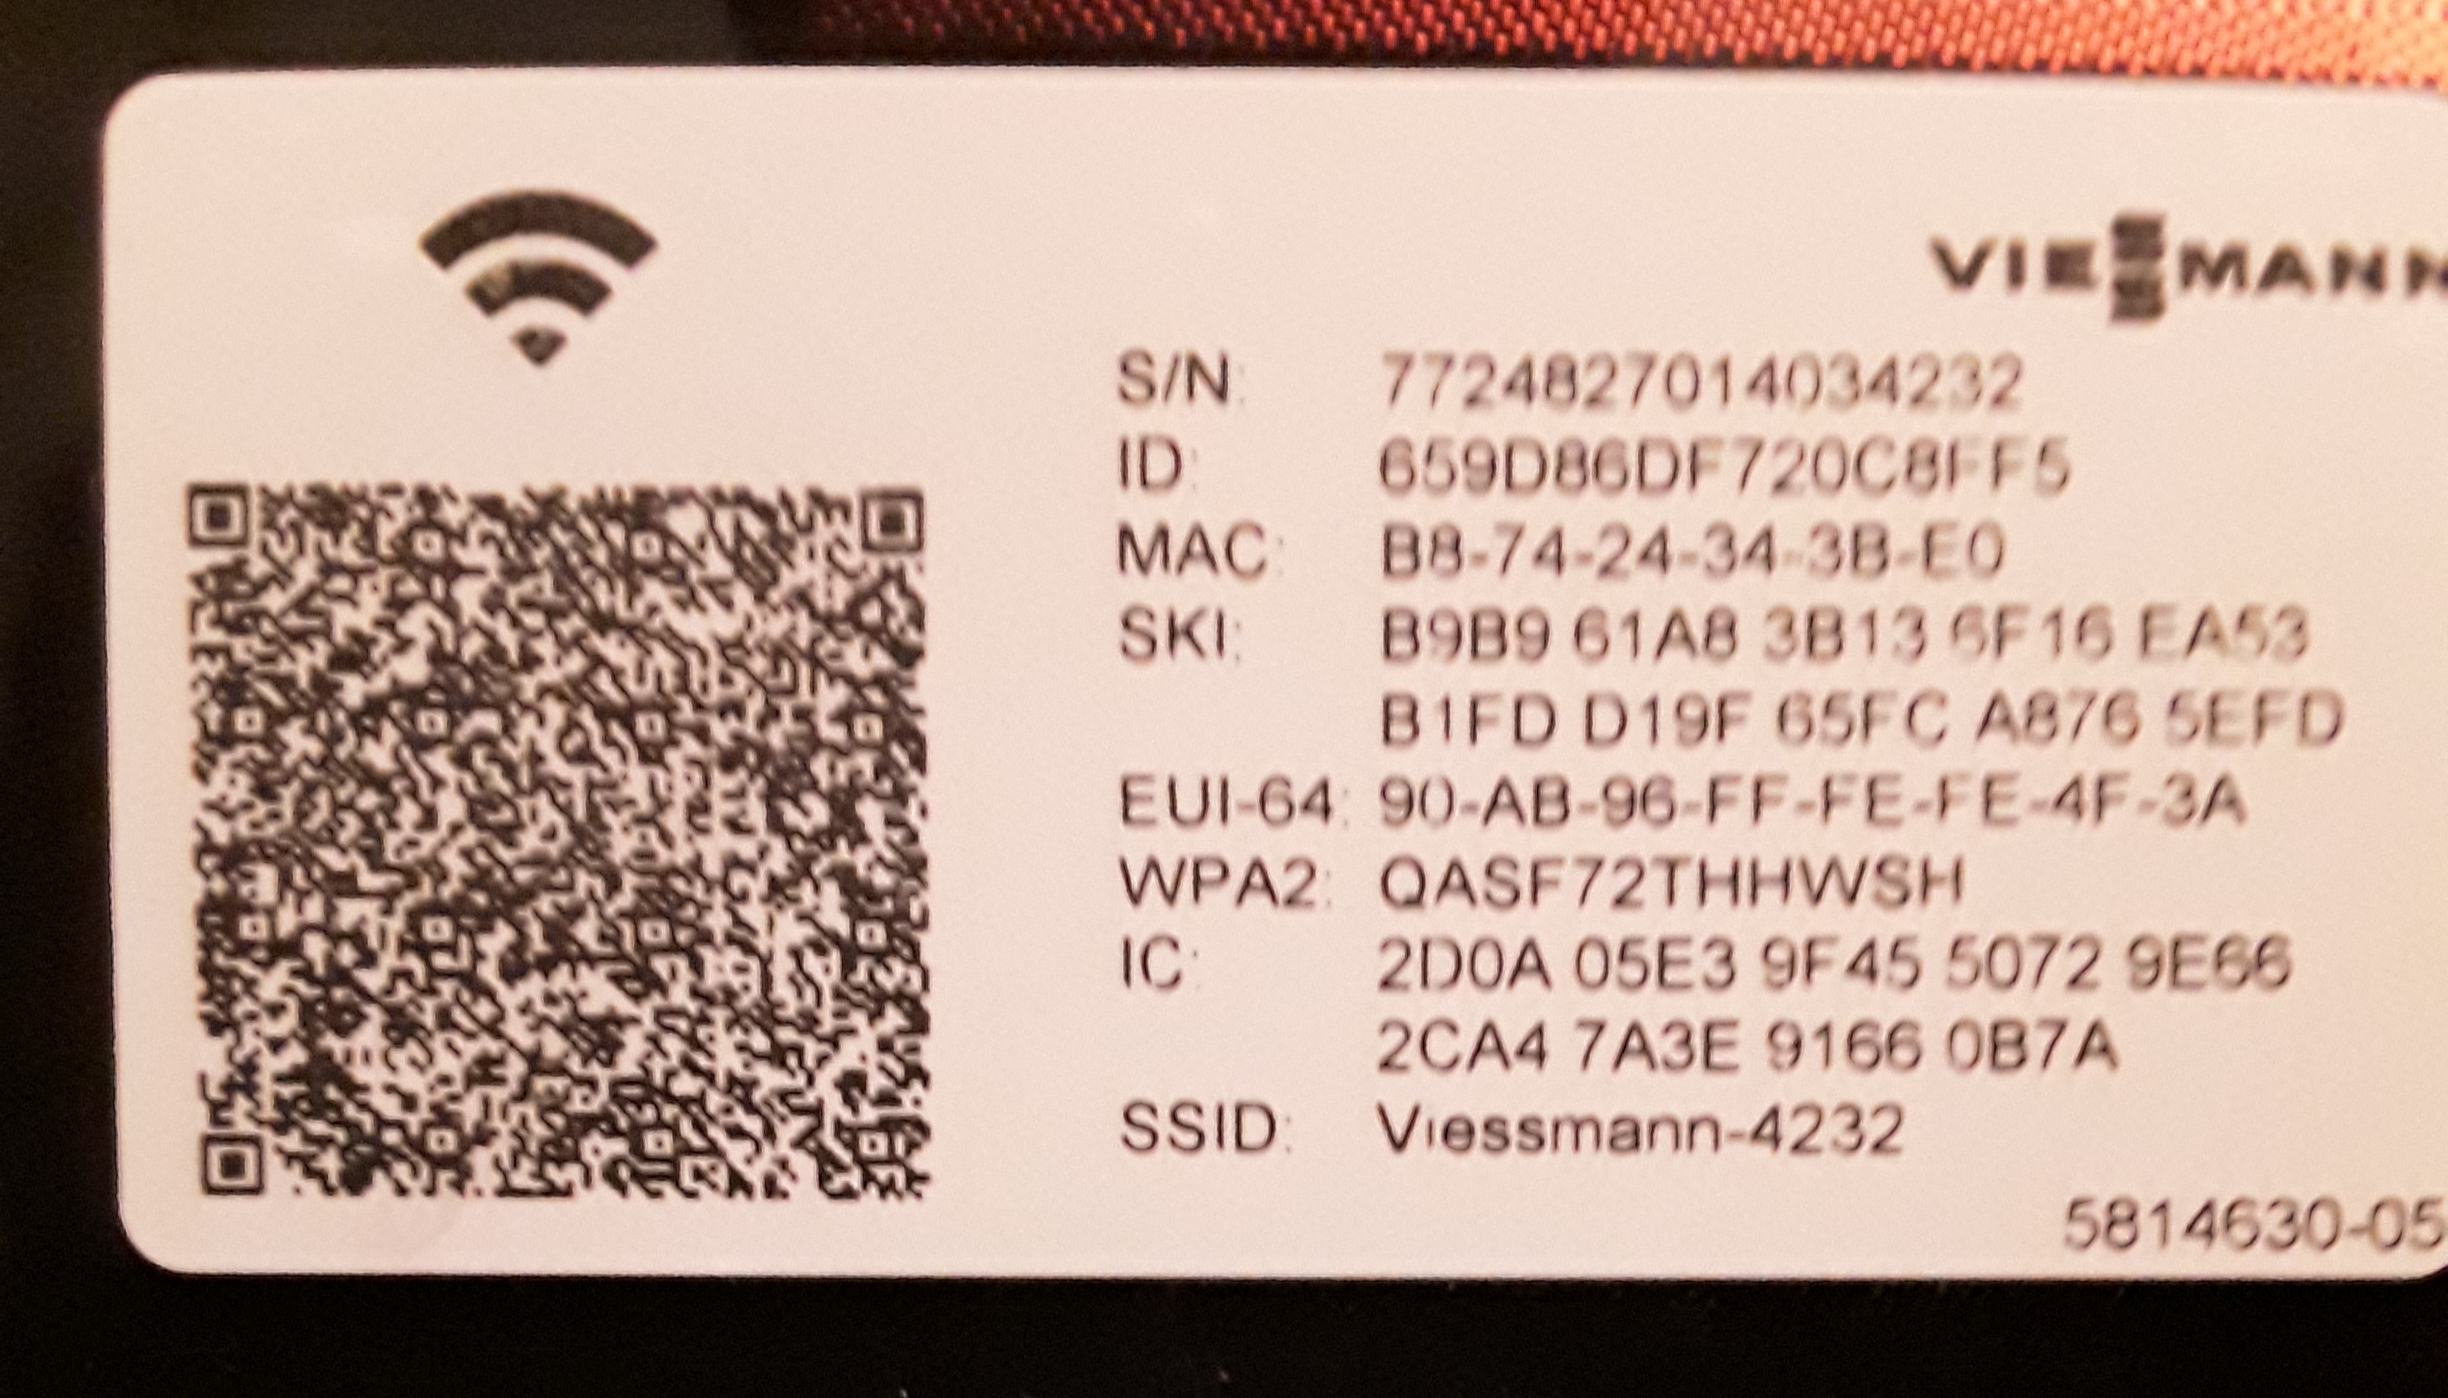 VIESSMANN
S/N: 7724827014034232
ID: 659D86DF720C8FF5
MAC: B8-74-24-34-3B-E0
SKI: B9B9 61A8 3B13 6F16 EA53
B1FD D19F 65FC A876 5EFD
EUI-64: 90-AB-96-FF-FE-FE-4F-3A
WPA2: QASF72THHWSH
IC: 2D0A 05E3 9F45 5072 9E66
2CA4 7A3E 9166 0B7A
SSID: Viessmann-4232
5814630-05